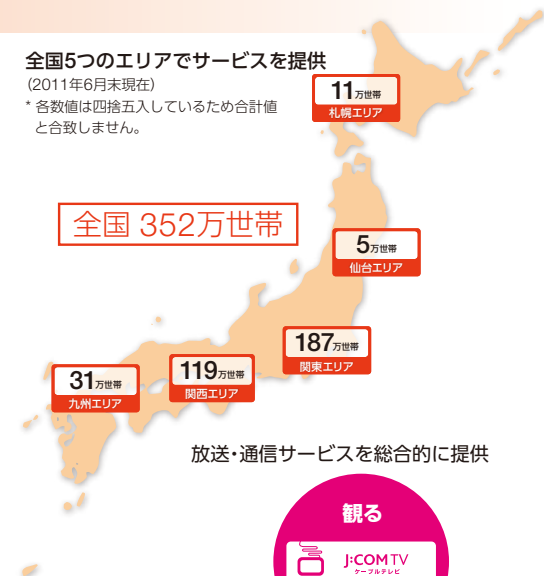 全国5つのエリアでサービスを提供
(2011年6月末現在)
* 各数値は四捨五入しているため合計値
と合致しません。
11万世帯
札幌エリア
全国 352万世帯
5万世帯
仙台エリア
187万世帯
関東エリア
119万世帯
関西エリア
31万世帯
九州エリア
放送・通信サービスを総合的に提供
観る
J:COM TV
ケーブルテレビ